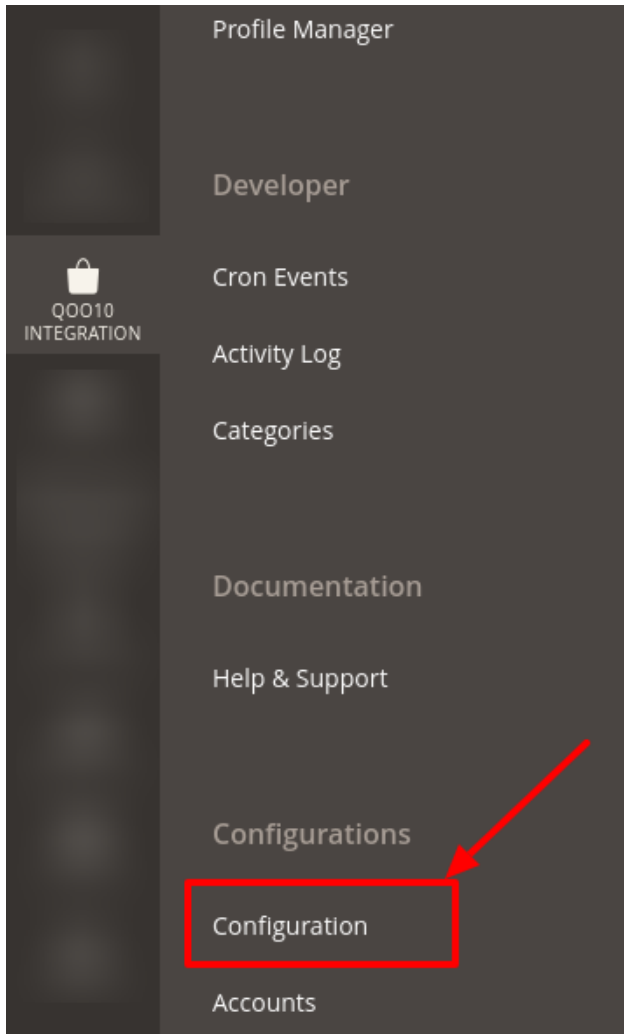 Profile Manager
Developer
QOO10
INTEGRATION
Cron Events
Activity Log
Categories
Documentation
Help & Support
Configurations
Configuration
Accounts